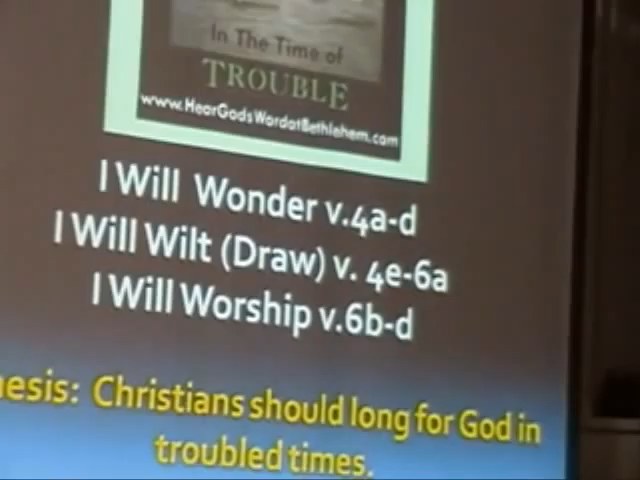 In The Time of
TROUBLE
www.HearGodsWordatBethlehem.com
I Will Wonder v.4a-d
I Will Wilt (Draw) v. 4e-6a
I Will Worship v.6b-d
esis: Christians should long for God in
troubled times.